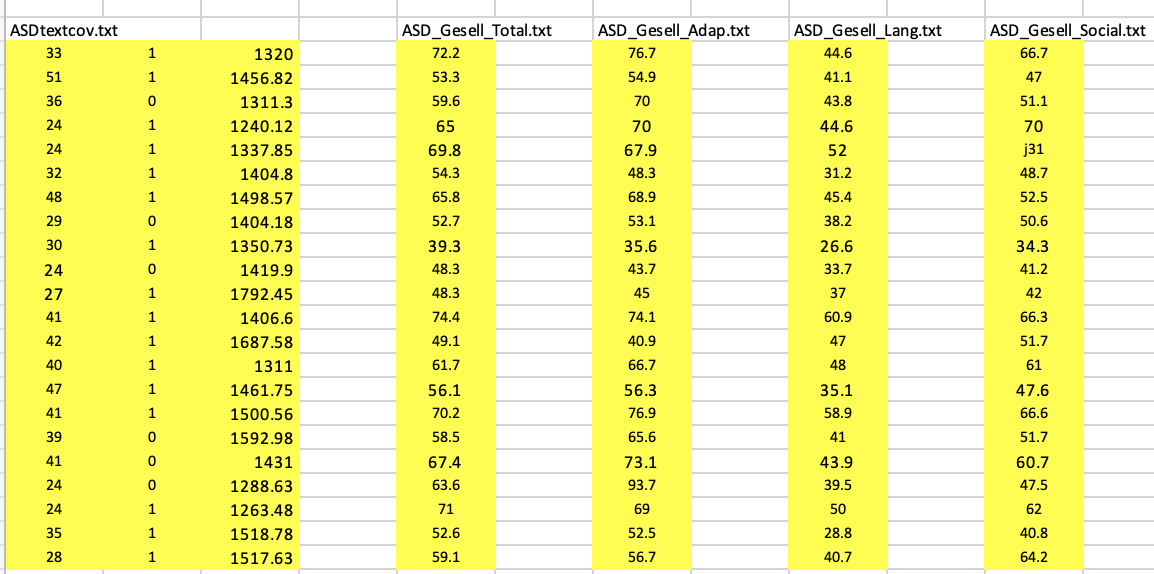 ASDtextcov.txt ASD_Gesell_Total.txt ASD_Gesell_Adap.txt ASD_Gesell_Lang.txt ASD_Gesell_Social.txt
33 1 1320 72.2 76.7 44.6 66.7
51 1 1456.82 53.3 54.9 41.1 47
36 0 1311.3 59.6 70 43.8 51.1
24 1 1240.12 65 70 44.6 70
24 1 1337.85 69.8 67.9 52 j31
32 1 1404.8 54.3 48.3 31.2 48.7
48 1 1498.57 65.8 68.9 45.4 52.5
29 0 1404.18 52.7 53.1 38.2 50.6
30 1 1350.73 39.3 35.6 26.6 34.3
24 0 1419.9 48.3 43.7 33.7 41.2
27 1 1792.45 48.3 45 37 42
41 1 1406.6 74.4 74.1 60.9 66.3
42 1 1687.58 49.1 40.9 47 51.7
40 1 1311 61.7 66.7 48 61
47 1 1461.75 56.1 56.3 35.1 47.6
41 1 1500.56 70.2 76.9 58.9 66.6
39 0 1592.98 58.5 65.6 41 51.7
41 0 1431 67.4 73.1 43.9 60.7
24 0 1288.63 63.6 93.7 39.5 47.5
24 1 1263.48 71 69 50 62
35 1 1518.78 52.6 52.5 28.8 40.8
28 1 1517.63 59.1 56.7 40.7 64.2